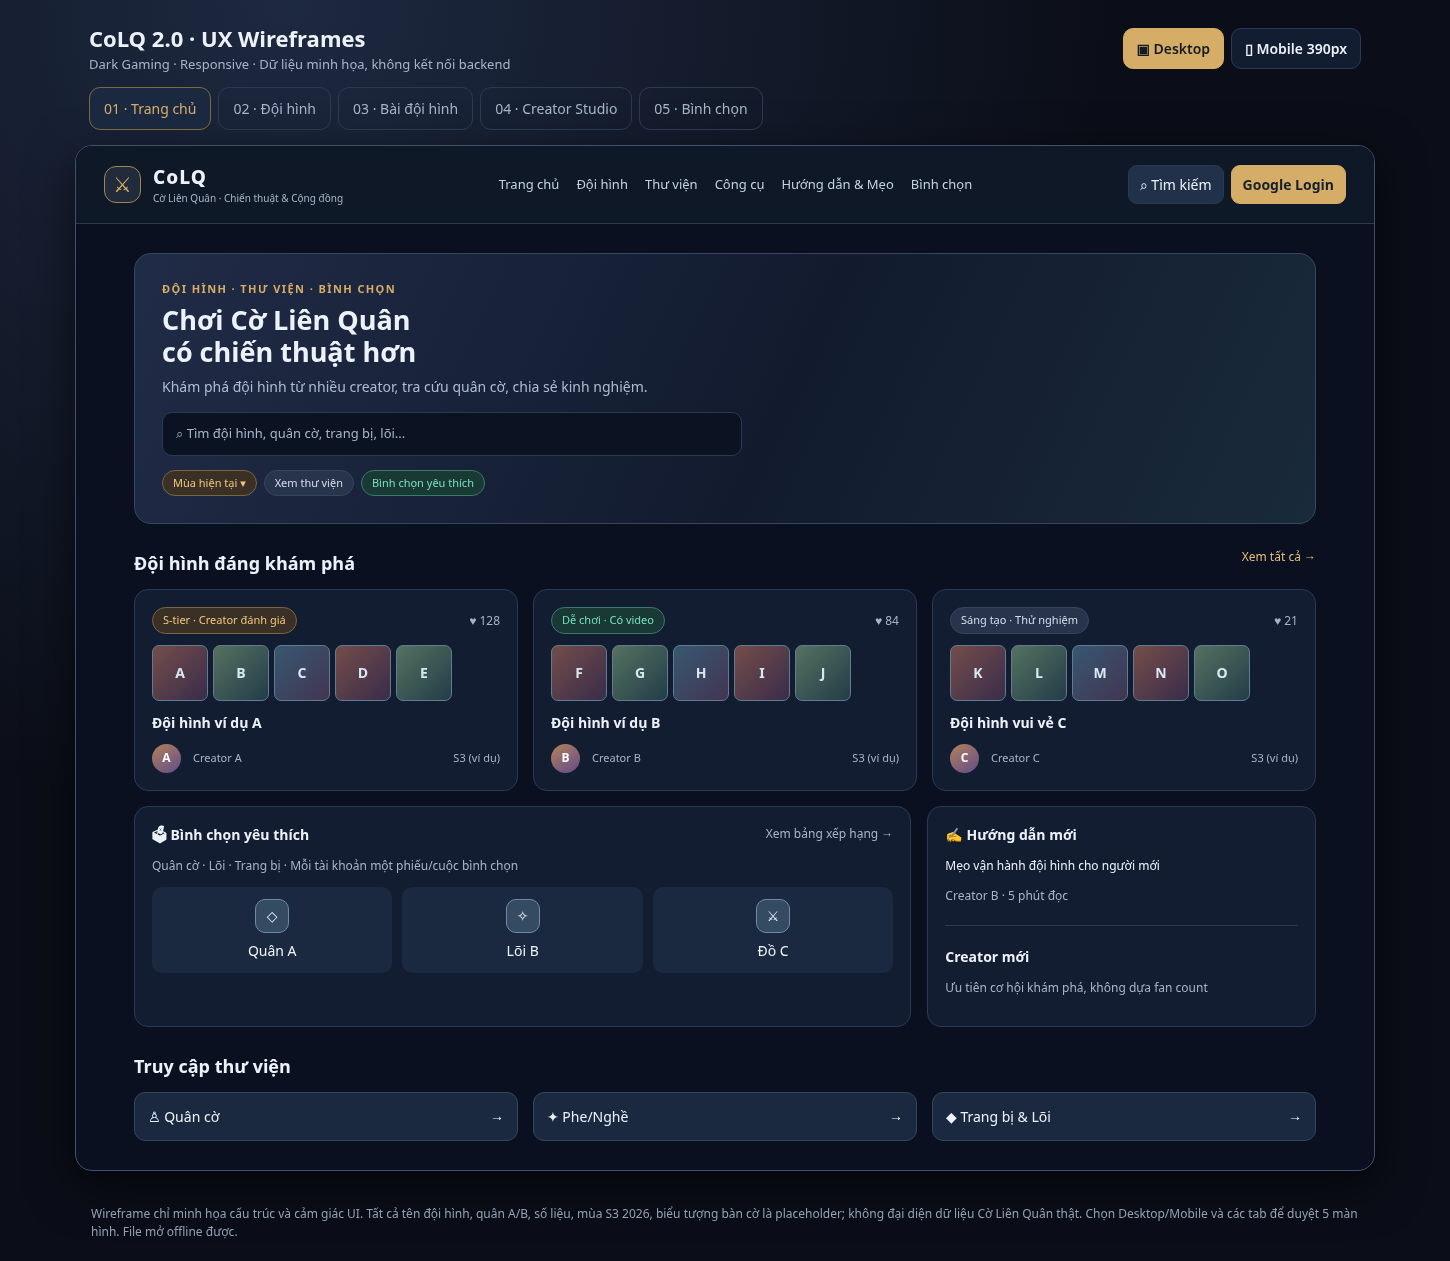 CoLQ 2.0 · UX Wireframes
Dark Gaming · Responsive · Dữ liệu minh họa, không kết nối backend
▣ Desktop
▯ Mobile 390px
01 · Trang chủ
02 · Đội hình
03 · Bài đội hình
04 · Creator Studio
05 · Bình chọn
⚔
CoLQ
Cờ Liên Quân · Chiến thuật & Cộng đồng
Trang chủ
Đội hình
Thư viện
Công cụ
Hướng dẫn & Mẹo
Bình chọn
⌕ Tìm kiếm
Google Login
ĐỘI HÌNH · THƯ VIỆN · BÌNH CHỌN
Chơi Cờ Liên Quân
có chiến thuật hơn
Khám phá đội hình từ nhiều creator, tra cứu quân cờ, chia sẻ kinh nghiệm.
⌕ Tìm đội hình, quân cờ, trang bị, lõi...
Mùa hiện tại ▾
Xem thư viện
Bình chọn yêu thích
Đội hình đáng khám phá
Xem tất cả →
S-tier · Creator đánh giá
♥ 128
A
B
C
D
E
Đội hình ví dụ A
A
Creator A
S3 (ví dụ)
Dễ chơi · Có video
♥ 84
F
G
H
I
J
Đội hình ví dụ B
B
Creator B
S3 (ví dụ)
Sáng tạo · Thử nghiệm
♥ 21
K
L
M
N
O
Đội hình vui vẻ C
C
Creator C
S3 (ví dụ)
🗳 Bình chọn yêu thích
Xem bảng xếp hạng →
Quân cờ · Lõi · Trang bị · Mỗi tài khoản một phiếu/cuộc bình chọn
◇
Quân A
✧
Lõi B
⚔
Đồ C
✍ Hướng dẫn mới
Mẹo vận hành đội hình cho người mới
Creator B · 5 phút đọc
Creator mới
Ưu tiên cơ hội khám phá, không dựa fan count
Truy cập thư viện
♙ Quân cờ →
✦ Phe/Nghề →
◆ Trang bị & Lõi →
Wireframe chỉ minh họa cấu trúc và cảm giác UI. Tất cả tên đội hình, quân A/B, số liệu, mùa S3 2026, biểu tượng bàn cờ là placeholder; không đại diện dữ liệu Cờ Liên Quân thật. Chọn Desktop/Mobile và các tab để duyệt 5 màn
hình. File mở offline được.